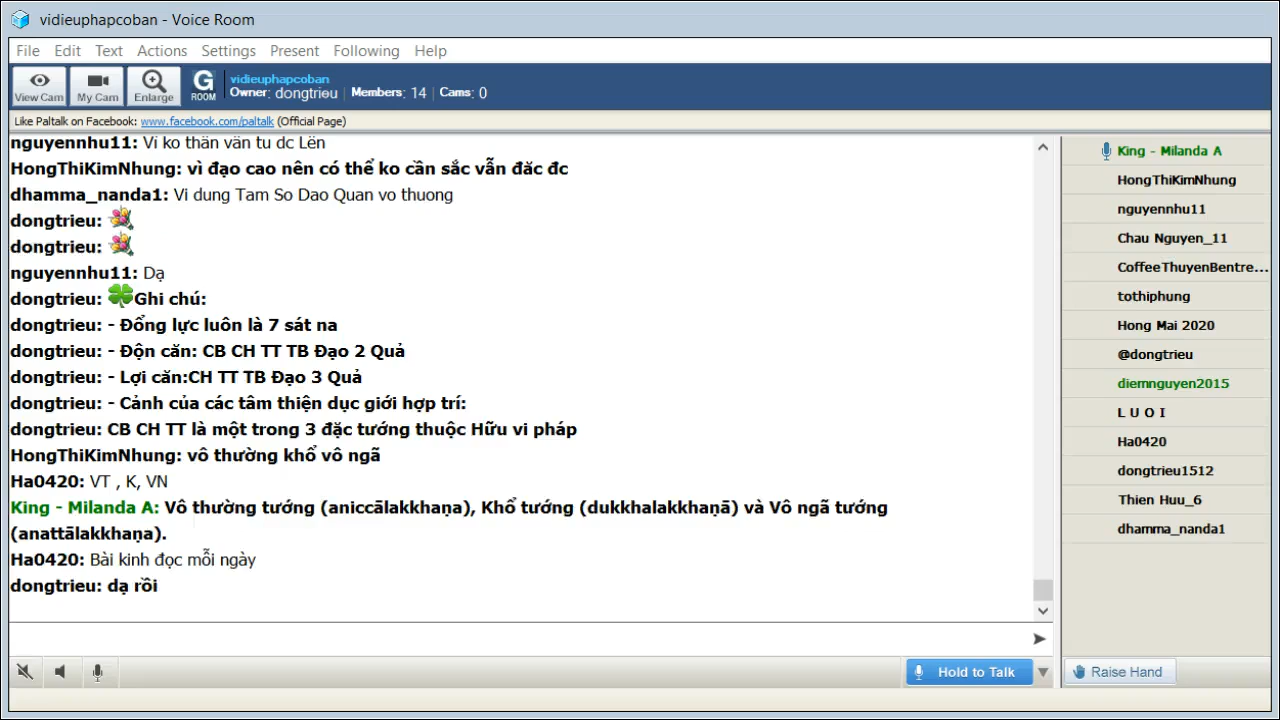 vidieuphapcoban - Voice Room
File Edit Text Actions Settings Present Following Help
View Cam My Cam Enlarge G ROOM
vidieuphapcoban
Owner: dongtrieu | Members: 14 | Cams: 0
Like Paltalk on Facebook: www.facebook.com/paltalk (Official Page)
nguyennhu11: Ví ko thân vân tu dc Lên
HongThiKimNhung: vì đạo cao nên có thể ko cần sắc vẫn đăc đc
dhamma_nanda1: Vi dung Tam So Dao Quan vo thuong
dongtrieu:
dongtrieu:
nguyennhu11: Dạ
dongtrieu: Ghi chú:
dongtrieu: - Đổng lực luôn là 7 sát na
dongtrieu: - Độn căn: CB CH TT TB Đạo 2 Quả
dongtrieu: - Lợi căn:CH TT TB Đạo 3 Quả
dongtrieu: - Cảnh của các tâm thiện dục giới hợp trí:
dongtrieu: CB CH TT là một trong 3 đặc tướng thuộc Hữu vi pháp
HongThiKimNhung: vô thường khổ vô ngã
Ha0420: VT , K, VN
King - Milanda A: Vô thường tướng (aniccālakkhaṇa), Khổ tướng (dukkhalakkhaṇā) và Vô ngã tướng
(anattālakkhaṇa).
Ha0420: Bài kinh đọc mỗi ngày
dongtrieu: dạ rồi
Hold to Talk
King - Milanda A
HongThiKimNhung
nguyennhu11
Chau Nguyen_11
CoffeeThuyenBentre...
tothiphung
Hong Mai 2020
@dongtrieu
diemnguyen2015
L U O I
Ha0420
dongtrieu1512
Thien Huu_6
dhamma_nanda1
Raise Hand